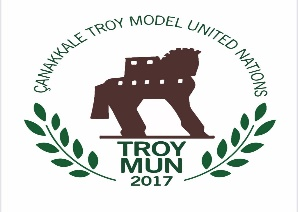 ÇANAKKALE TROY MODEL UNITED NATIONS
TROY
MUN
2017